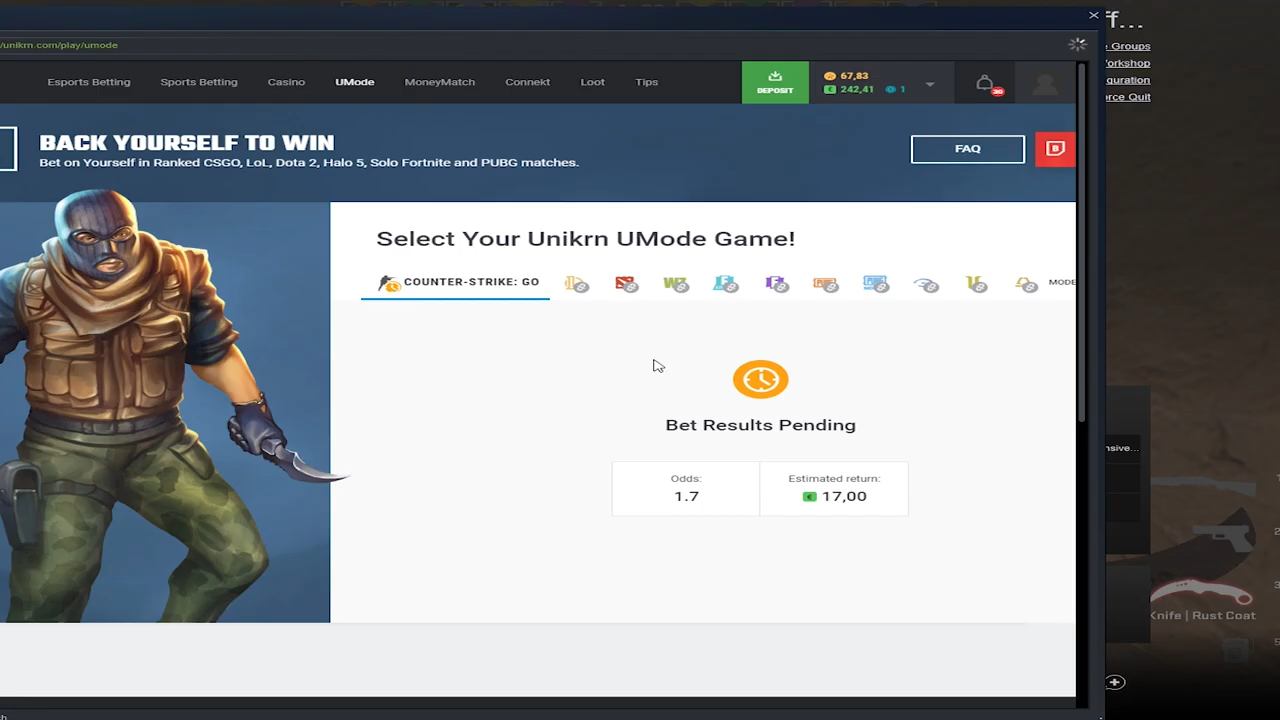 ff...
/unikrn.com/play/umode
e Groups
orkshop
guration
orce Quit
Esports Betting
Sports Betting
Casino
UMode
MoneyMatch
Connekt
Loot
Tips
DEPOSIT
67,83
242,41
1
BACK YOURSELF TO WIN
Bet on Yourself in Ranked CSGO, LoL, Dota 2, Halo 5, Solo Fortnite and PUBG matches.
FAQ
Select Your Unikrn UMode Game!
COUNTER-STRIKE: GO
MODE
Bet Results Pending
nsive...
Odds:
1.7
Estimated return:
€ 17,00
Knife | Rust Coat